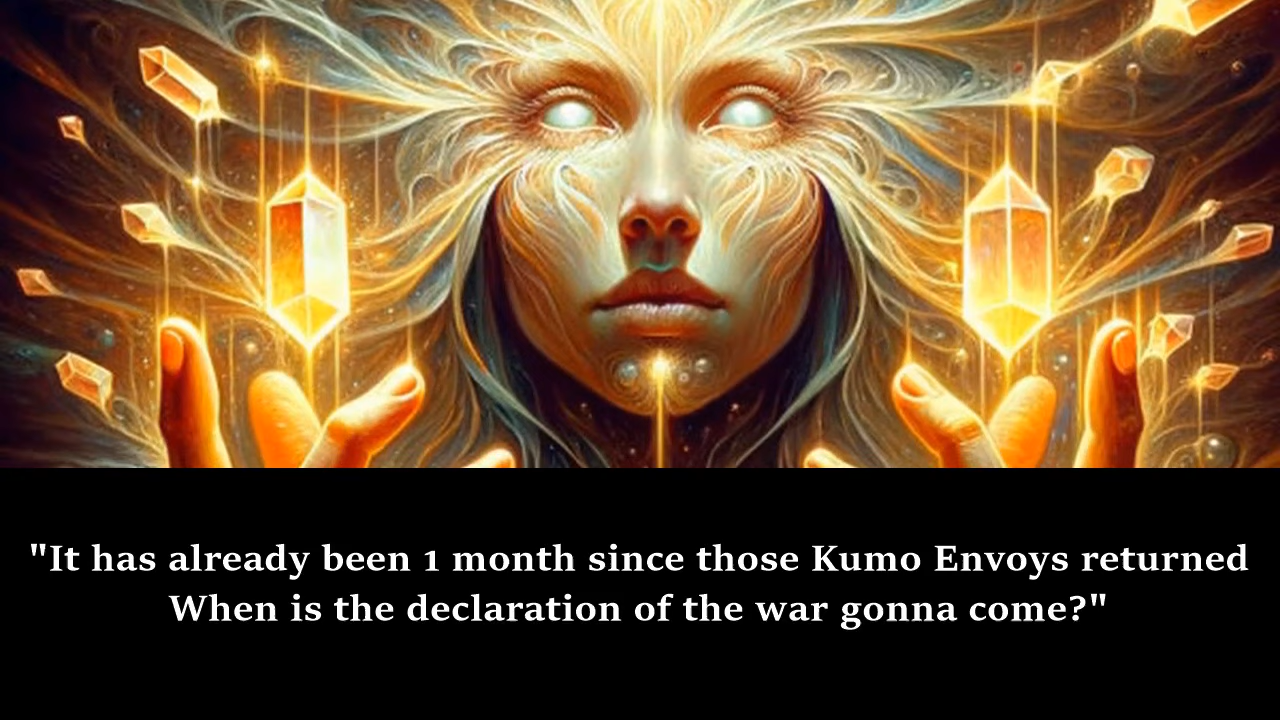 "It has already been 1 month since those Kumo Envoys returned
When is the declaration of the war gonna come?"